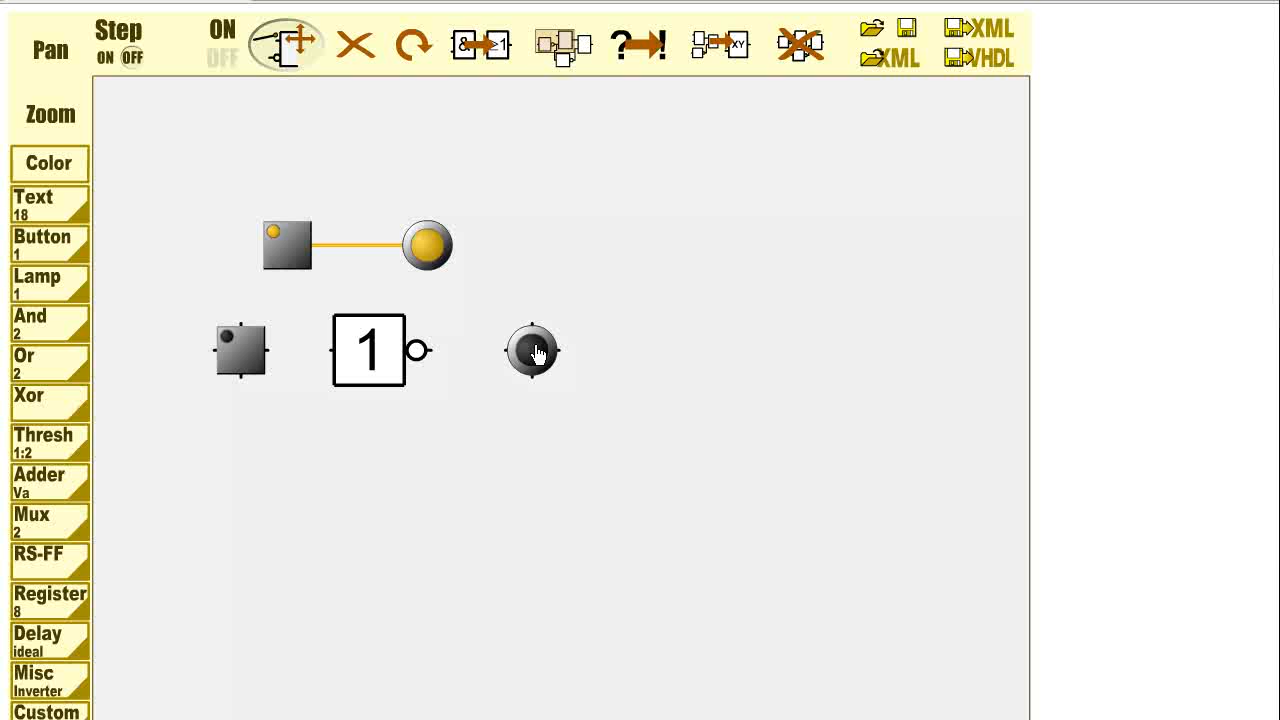 Pan
Step
ON OFF
ON
OFF
& ≥1
? !
XY
XML
XML
VHDL
Zoom
Color
Text
18
Button
1
Lamp
1
And
2
Or
2
Xor
Thresh
1:2
Adder
Va
Mux
2
RS-FF
Register
8
Delay
ideal
Misc
Inverter
Custom
1